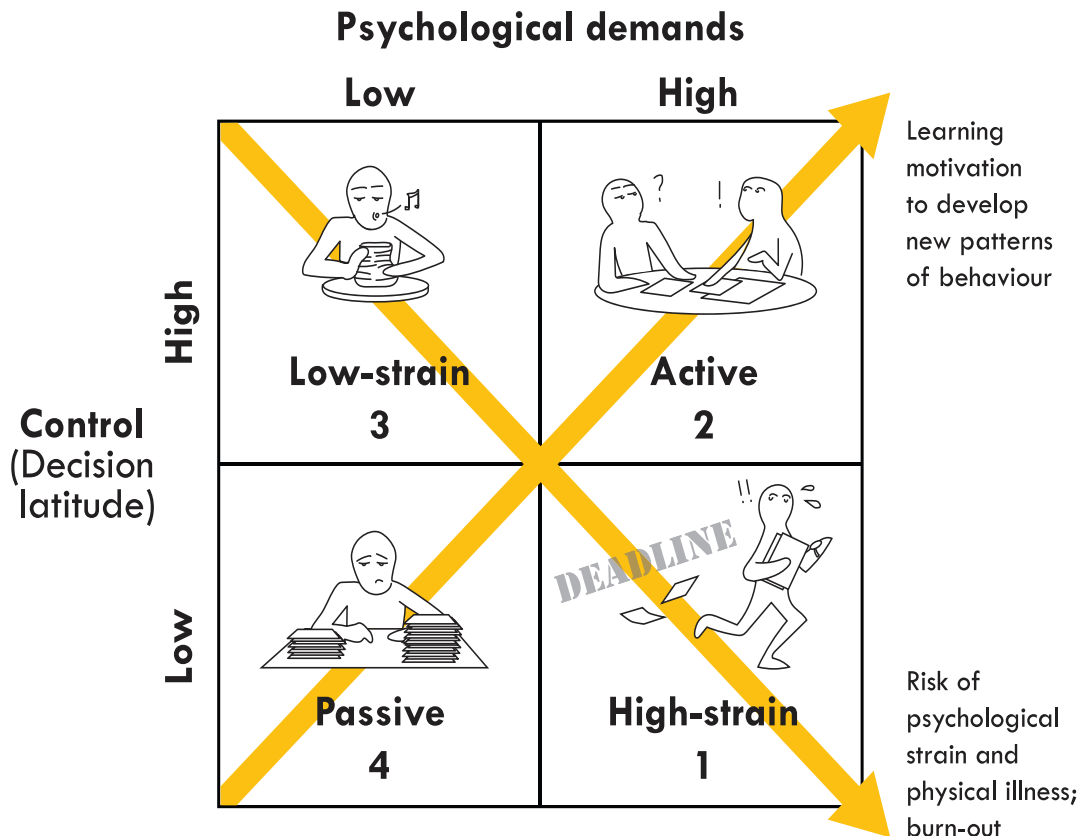 Psychological demands
Low
High
Learning
motivation
to develop
new patterns
of behaviour
?
!
High
Low-strain
3
Active
2
Control
(Decision
latitude)
!!
DEADLINE
Low
Passive
4
High-strain
1
Risk of
psychological
strain and
physical illness;
burn-out